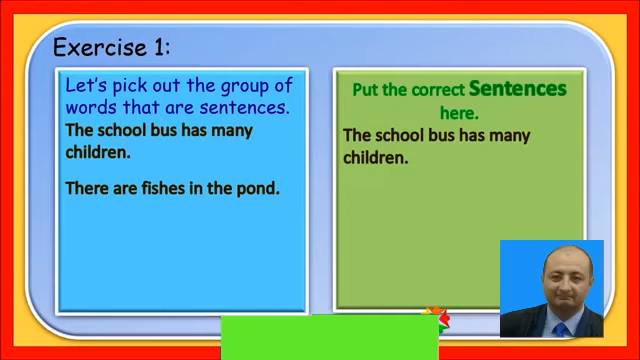 Exercise 1:
Let's pick out the group of
words that are sentences.
The school bus has many
children.
There are fishes in the pond.
Put the correct Sentences
here.
The school bus has many
children.